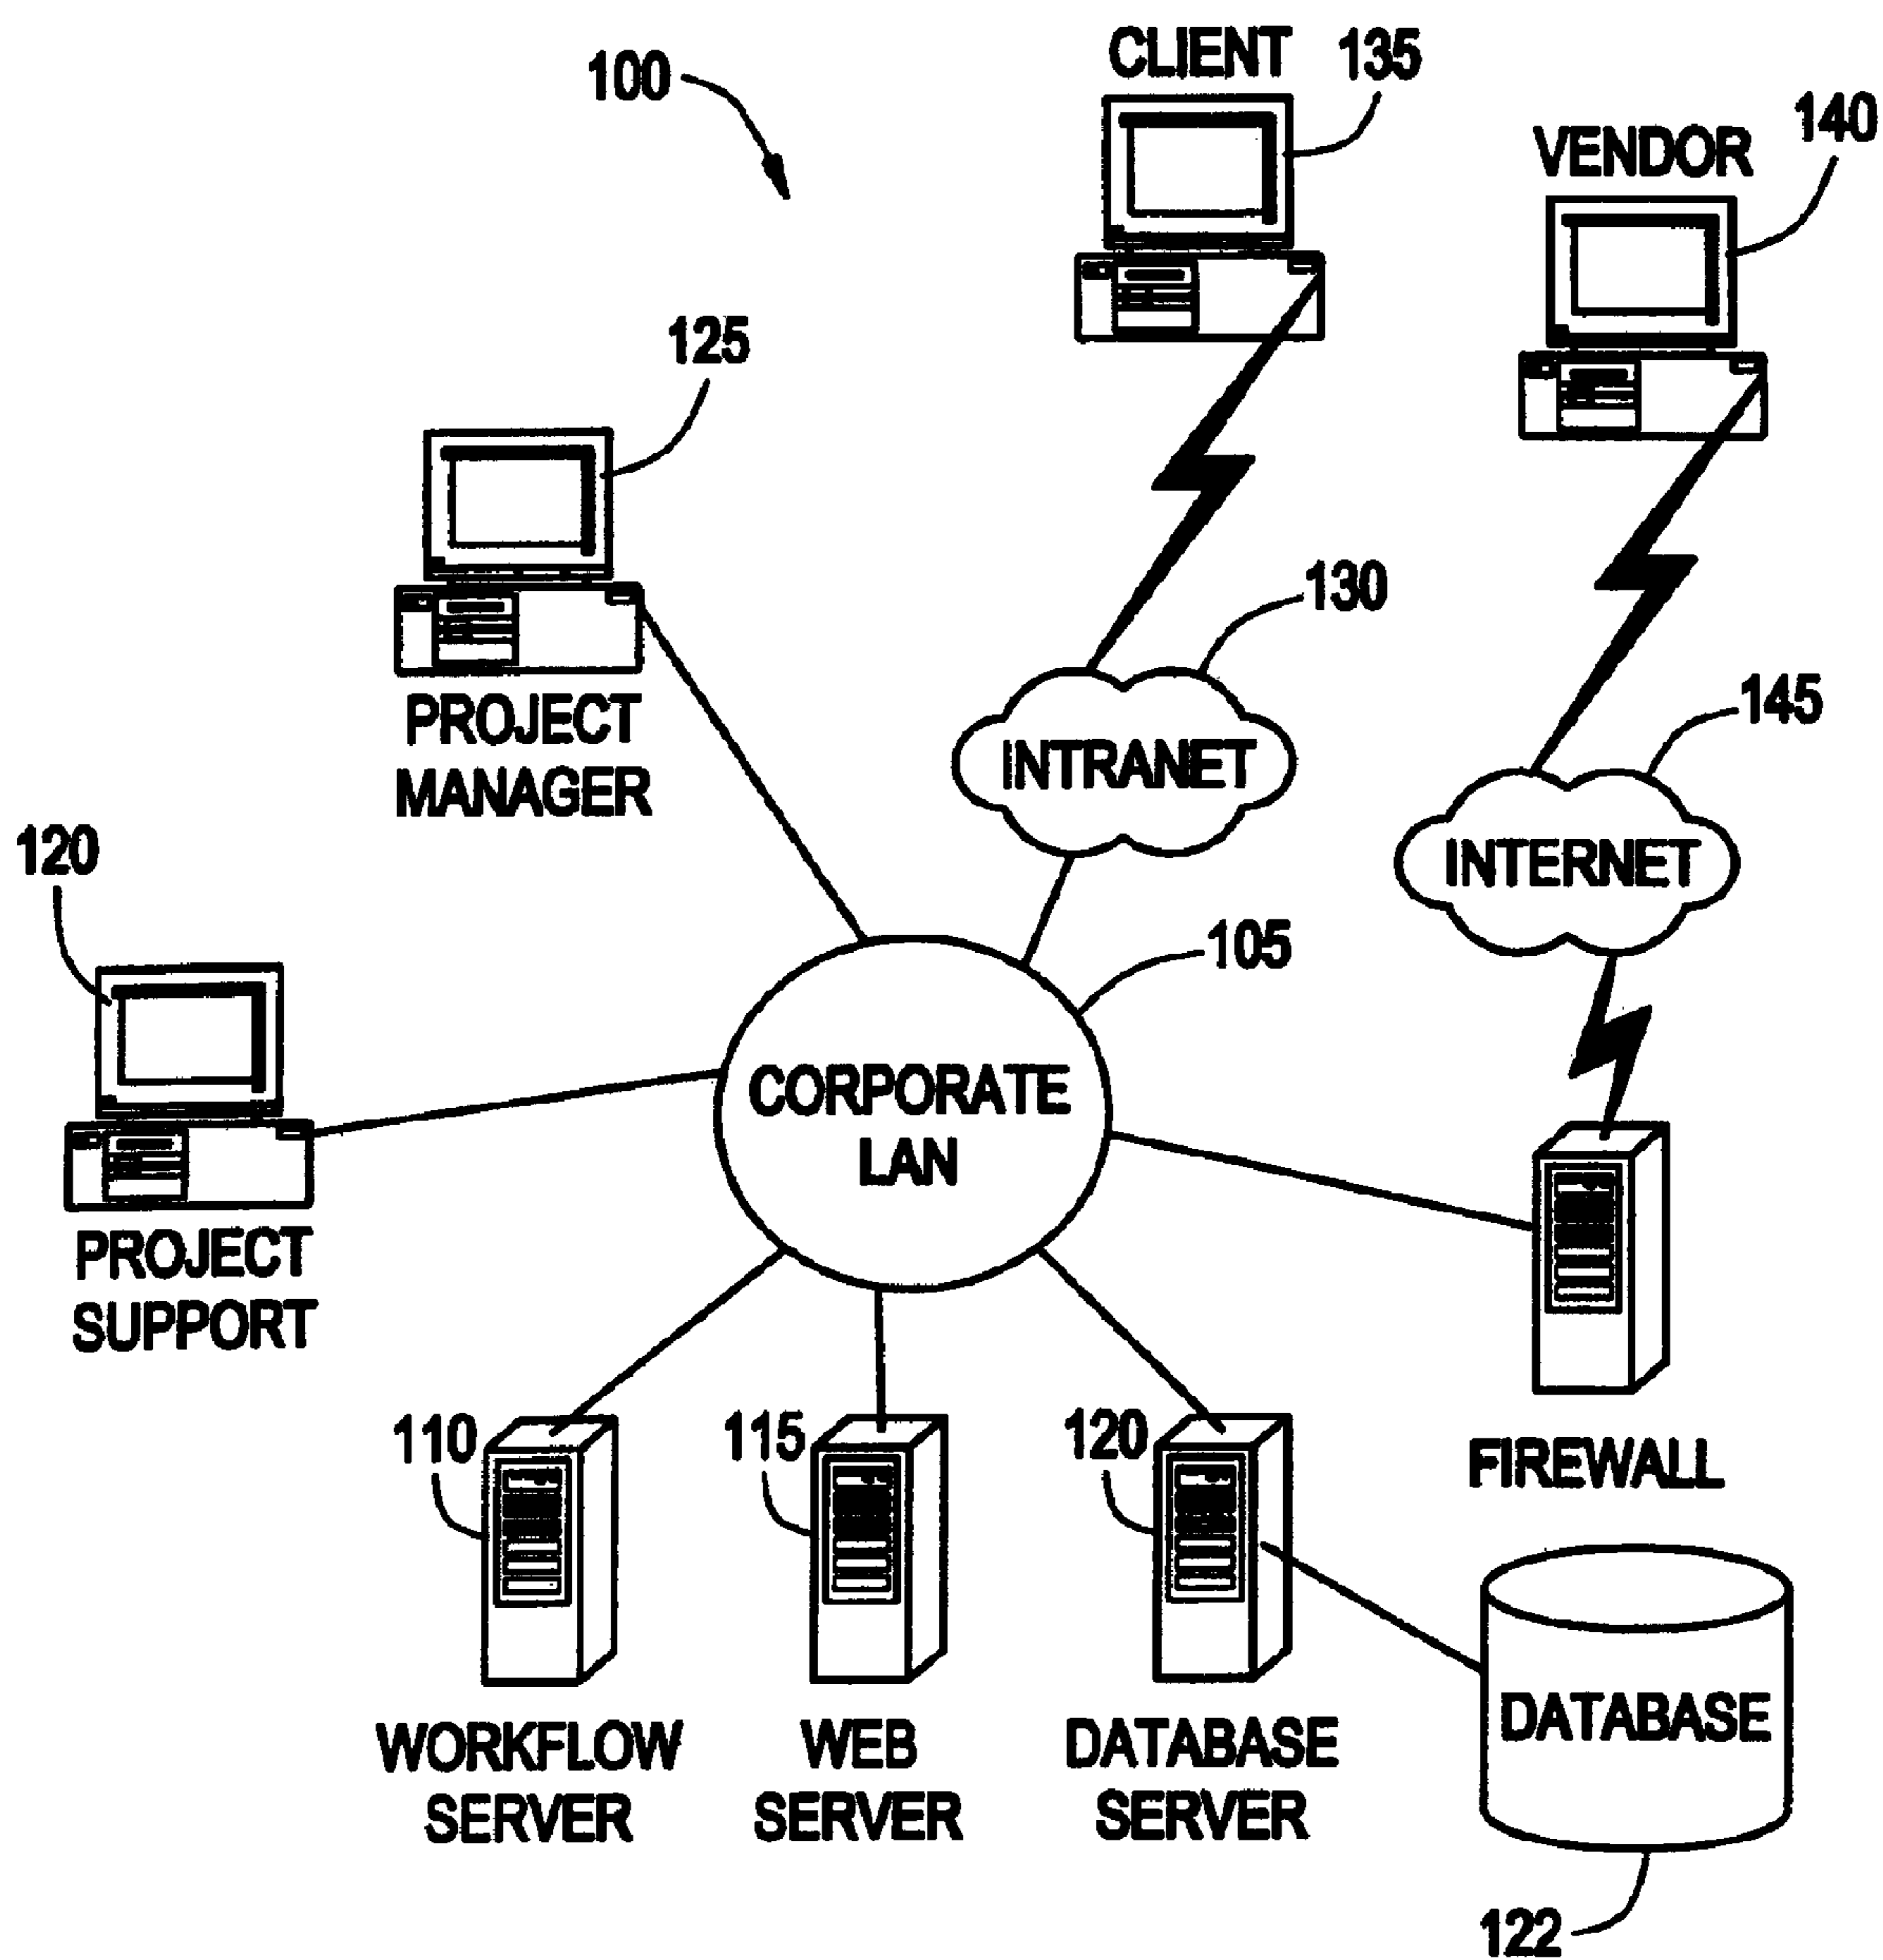 100
CLIENT
135
VENDOR
140
125
PROJECT
MANAGER
130
INTRANET
145
INTERNET
120
PROJECT
SUPPORT
105
CORPORATE
LAN
110
WORKFLOW
SERVER
115
WEB
SERVER
120
DATABASE
SERVER
FIREWALL
DATABASE
122